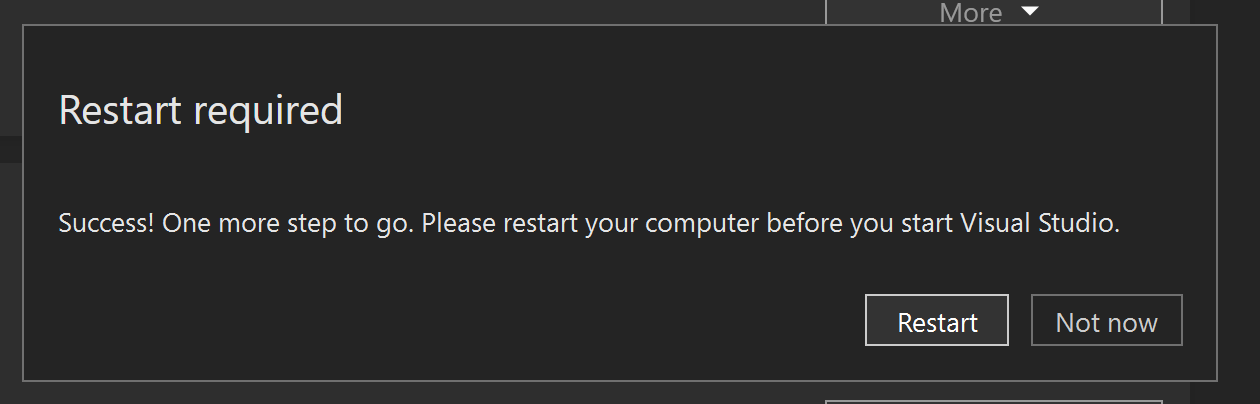 More
Restart required
Success! One more step to go. Please restart your computer before you start Visual Studio.
Restart
Not now